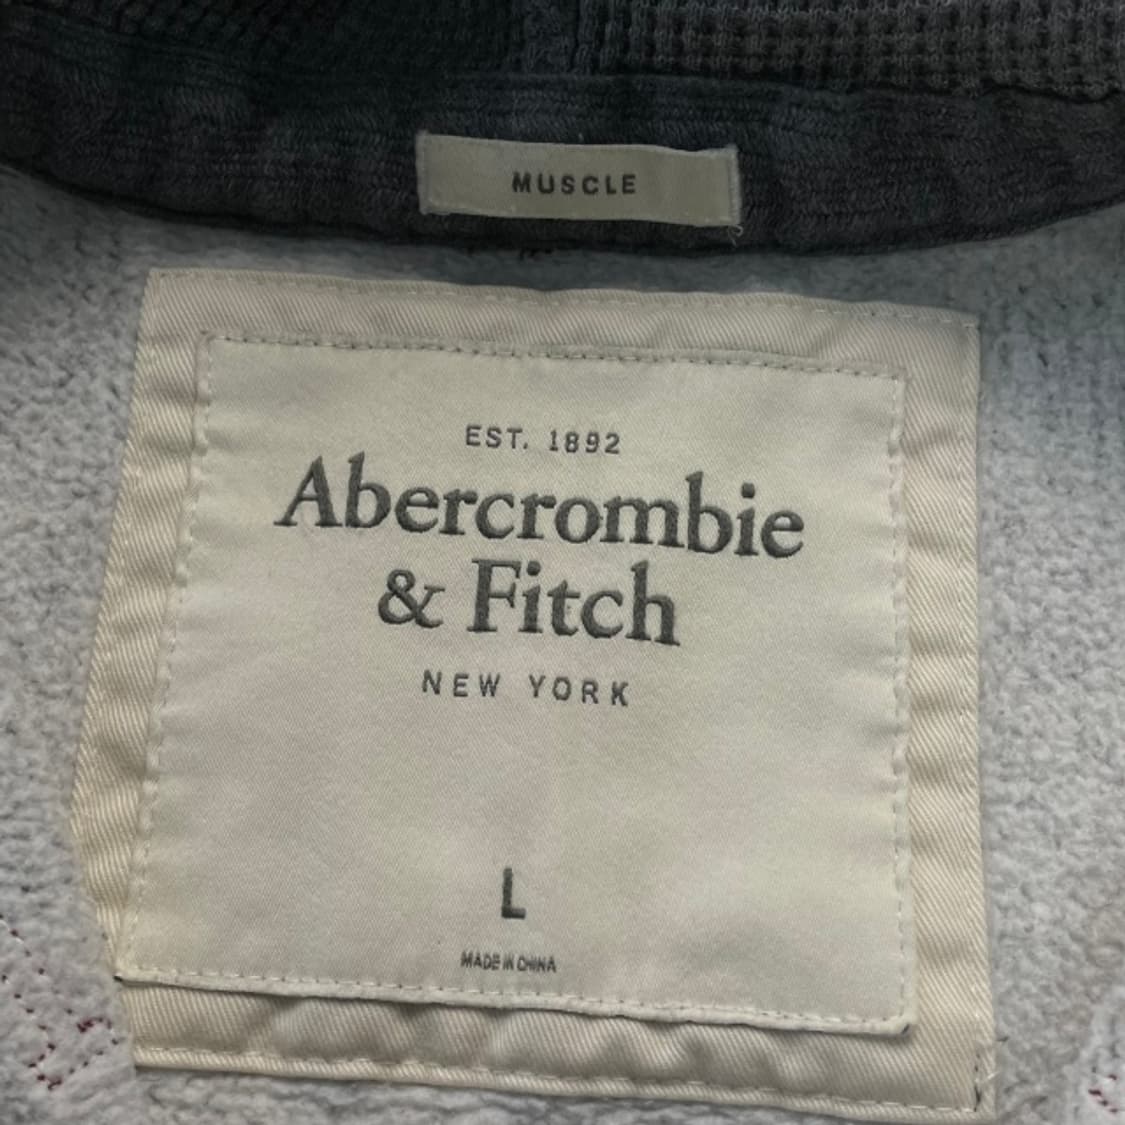 MUSCLE
EST. 1892
Abercrombie
& Fitch
NEW YORK
L
MADE IN CHINA